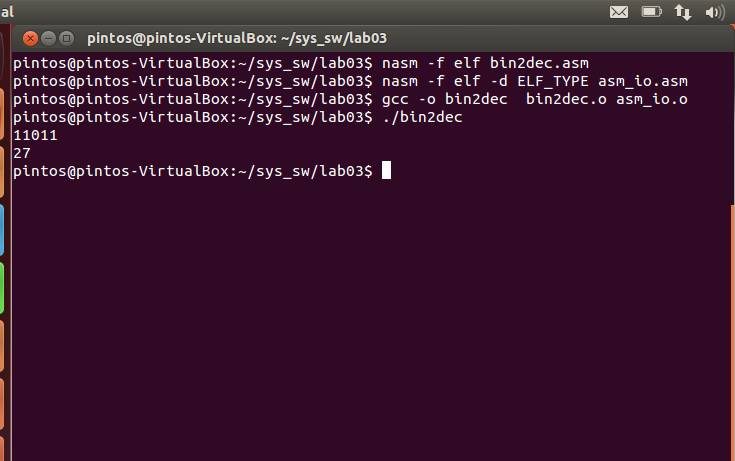 al
pintos@pintos-VirtualBox: ~/sys_sw/lab03
pintos@pintos-VirtualBox:~/sys_sw/lab03$ nasm -f elf bin2dec.asm
pintos@pintos-VirtualBox:~/sys_sw/lab03$ nasm -f elf -d ELF_TYPE asm_io.asm
pintos@pintos-VirtualBox:~/sys_sw/lab03$ gcc -o bin2dec  bin2dec.o asm_io.o
pintos@pintos-VirtualBox:~/sys_sw/lab03$ ./bin2dec
11011
27
pintos@pintos-VirtualBox:~/sys_sw/lab03$